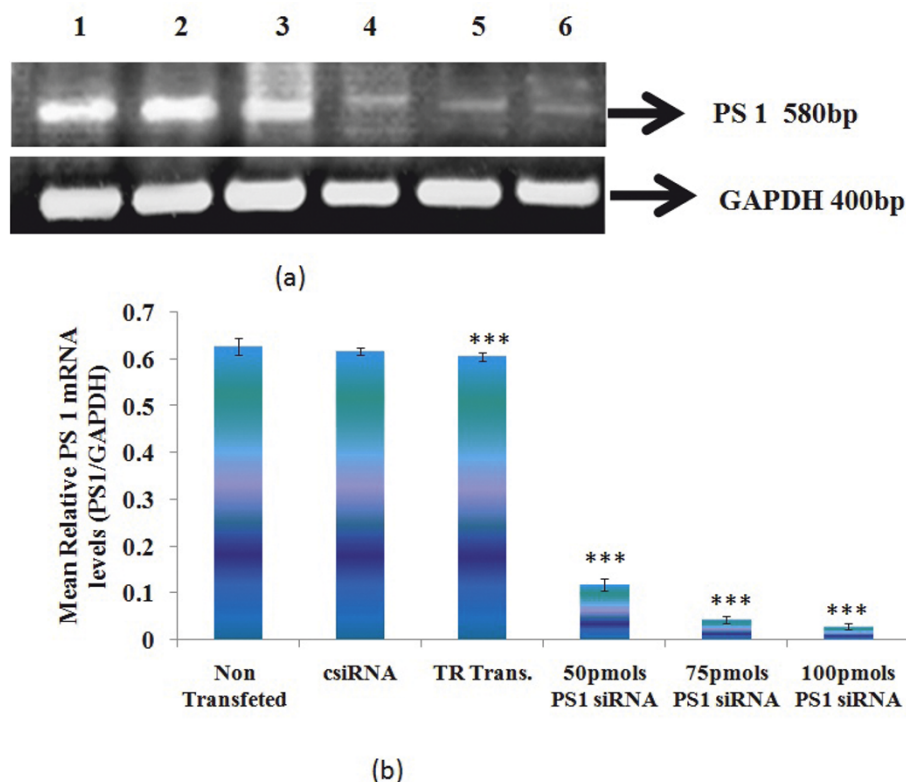 1 2 3 4 5 6
PS 1 580bp
GAPDH 400bp
(a)
Mean Relative PS 1 mRNA
levels (PS1/GAPDH)
0.7
0.6
0.5
0.4
0.3
0.2
0.1
0
***
***
***
***
Non
Transfeted
csiRNA
TR Trans.
50pmols
PS1 siRNA
75pmols
PS1 siRNA
100pmols
PS1 siRNA
(b)